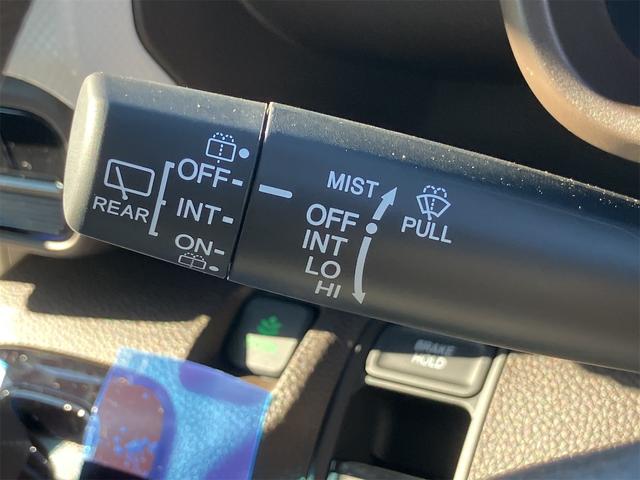 REAR
OFF
INT
ON
MIST
OFF
INT
LO
HI
PULL
BRAKE
HOLD